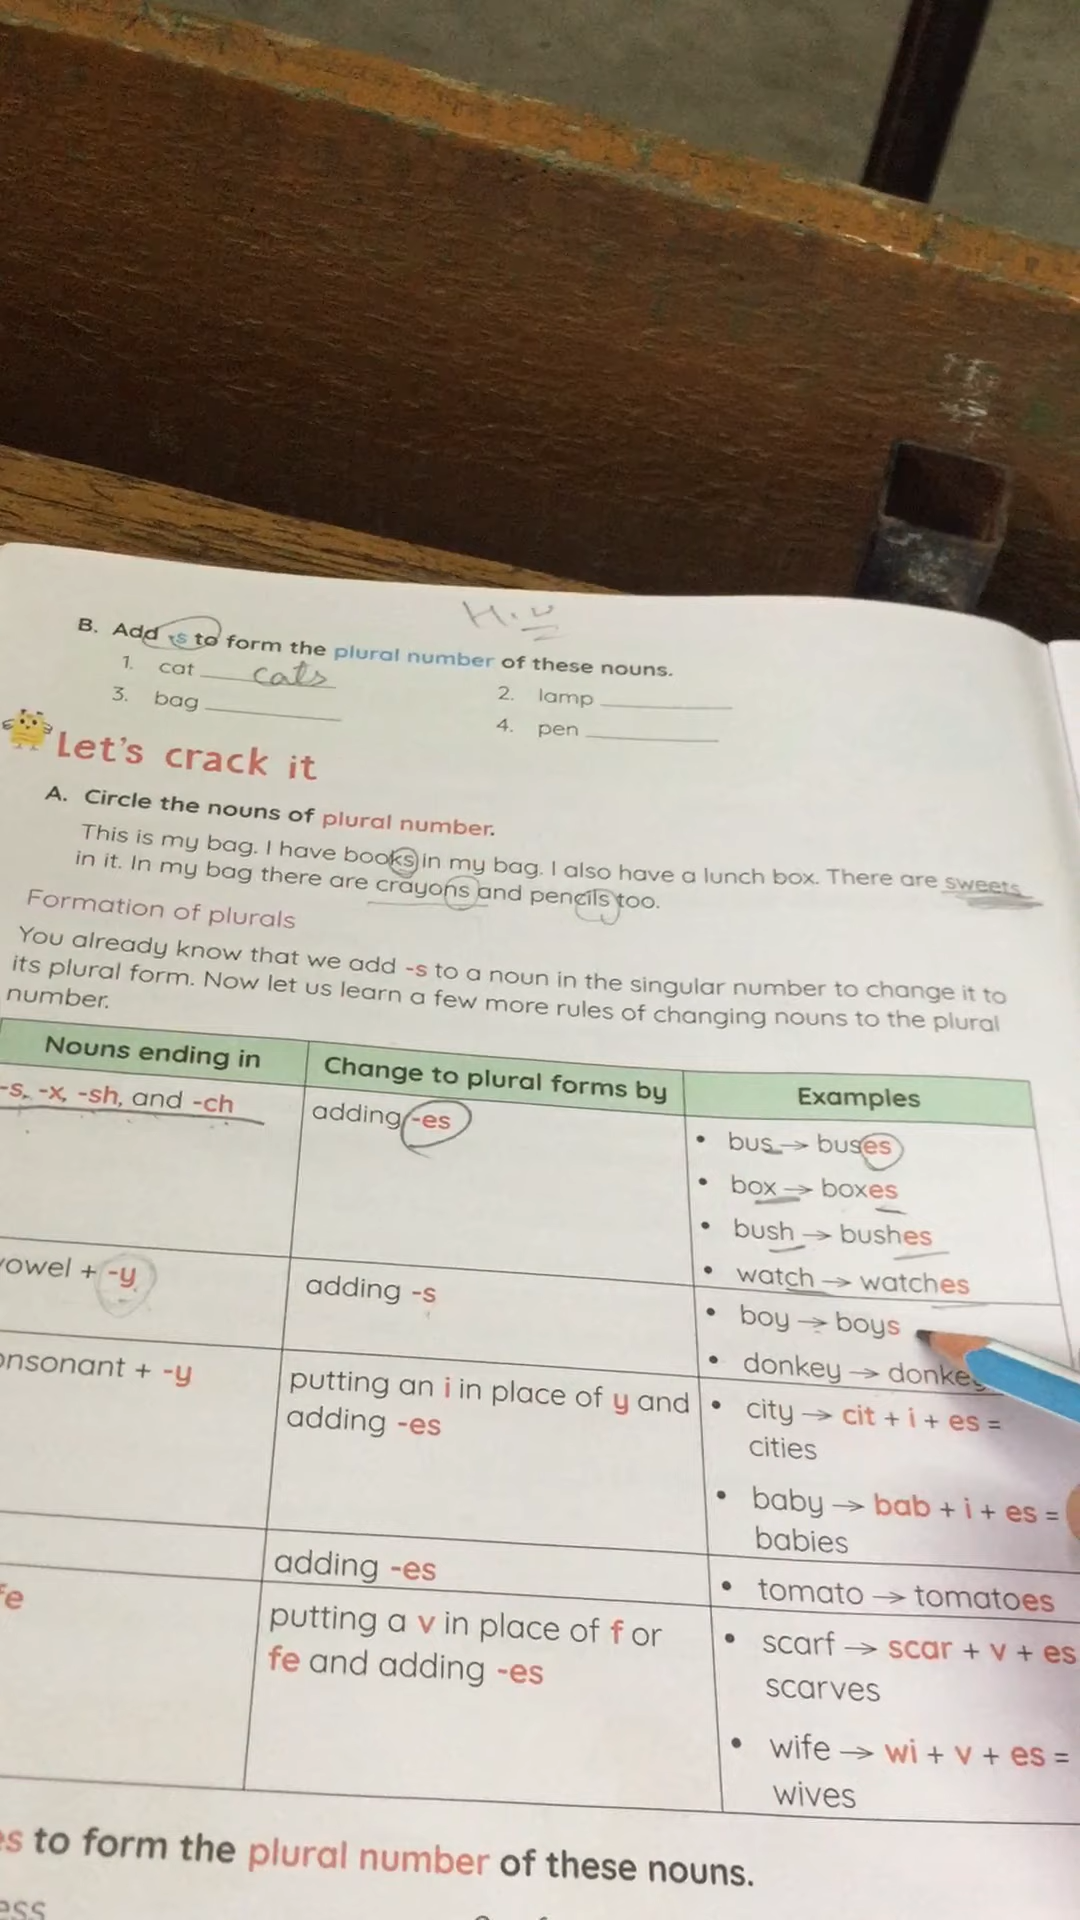 H.W
B. Add -s to form the plural number of these nouns.
1. cat cats
2. lamp
3. bag
4. pen
Let's crack it
A. Circle the nouns of plural number.
This is my bag. I have books in my bag. I also have a lunch box. There are sweets
in it. In my bag there are crayons and pencils too.
Formation of plurals
You already know that we add -s to a noun in the singular number to change it to
its plural form. Now let us learn a few more rules of changing nouns to the plural
number.
Nouns ending in Change to plural forms by Examples
-s, -x, -sh, and -ch adding -es
• bus → buses
• box → boxes
• bush → bushes
• watch → watches
vowel + -y adding -s
• boy → boys
• donkey → donkey
consonant + -y putting an i in place of y and
adding -es
• city → cit + i + es =
cities
• baby → bab + i + es =
babies
adding -es
• tomato → tomatoes
fe putting a v in place of f or
fe and adding -es
• scarf → scar + v + es
scarves
• wife → wi + v + es =
wives
es to form the plural number of these nouns.
ess